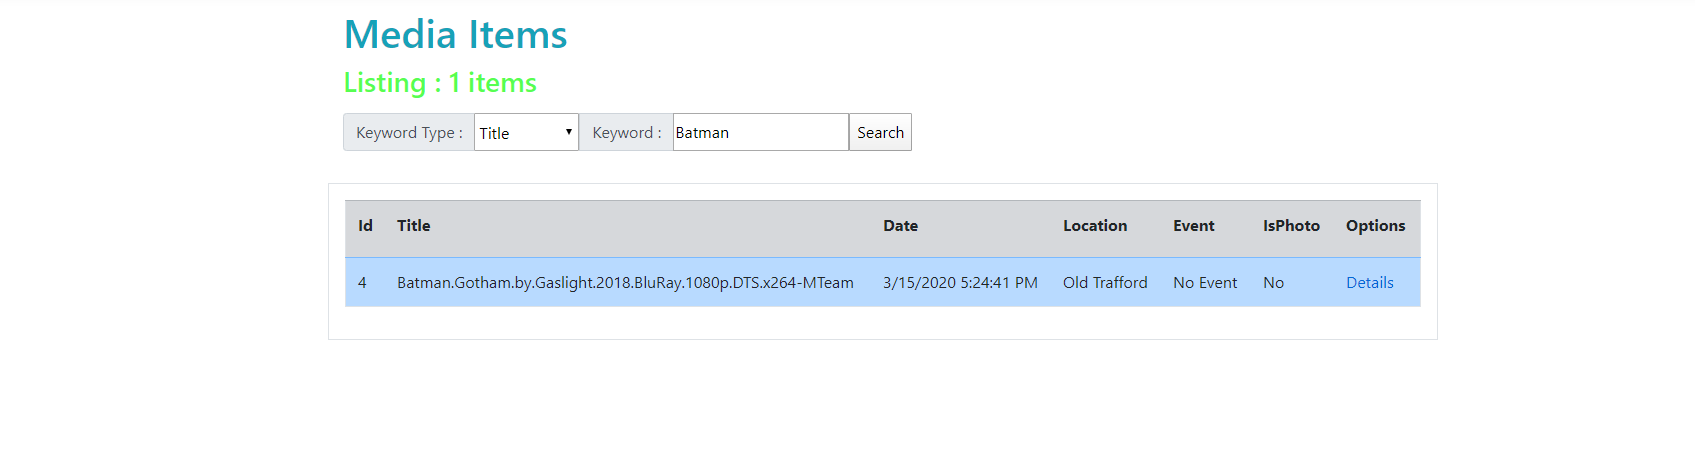 Media Items
Listing : 1 items
Keyword Type : Title Keyword : Batman Search
Id Title Date Location Event IsPhoto Options
4 Batman.Gotham.by.Gaslight.2018.BluRay.1080p.DTS.x264-MTeam 3/15/2020 5:24:41 PM Old Trafford No Event No Details